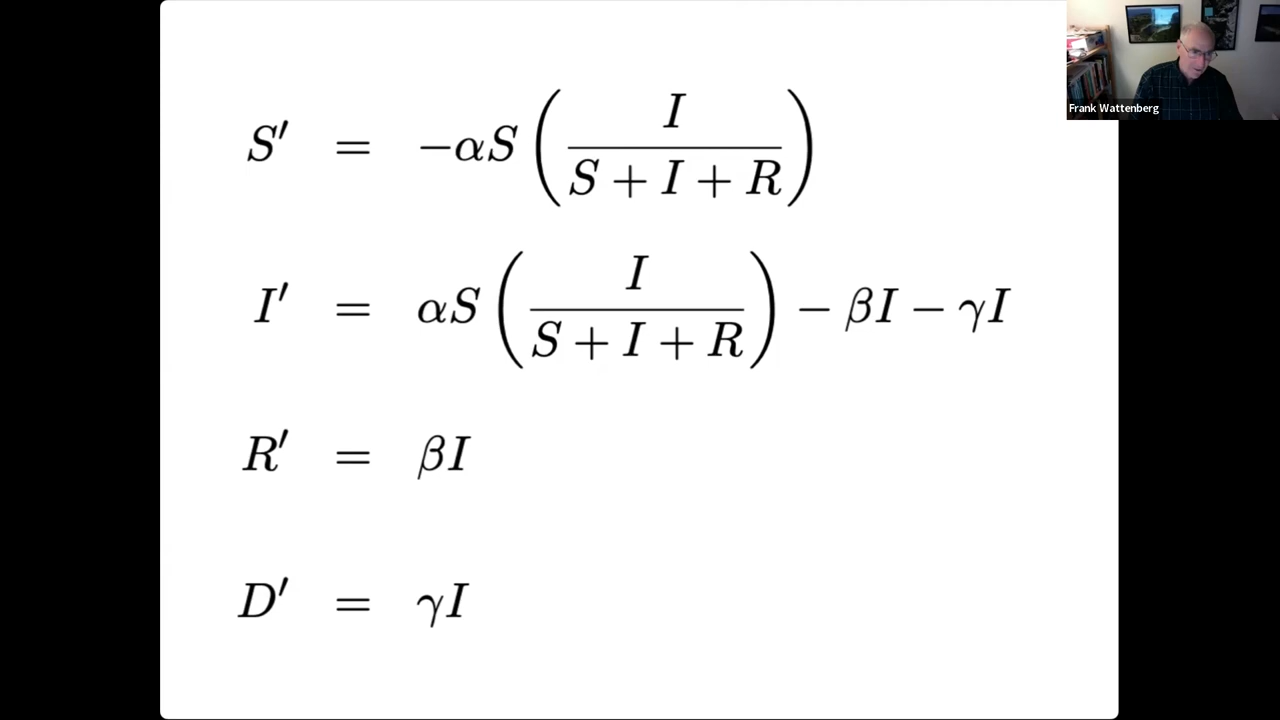 S′ = −αS ( I / S + I + R )
I′ = αS ( I / S + I + R ) − βI − γI
R′ = βI
D′ = γI
Frank Wattenberg